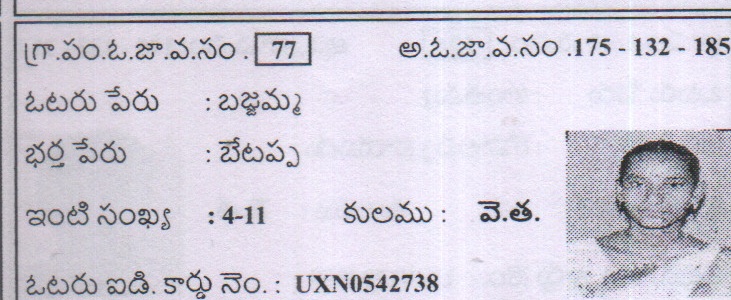 గ్రా.పం.ఓ.జా.వ.సం. 77 అ.ఓ.జా.వ.సం.175 - 132 - 185
ఓటరు పేరు : బజ్జమ్మ
భర్త పేరు : బేటప్ప
ఇంటి సంఖ్య : 4-11 కులము : వె.త.
ఓటరు ఐడి. కార్డు నెం. : UXN0542738